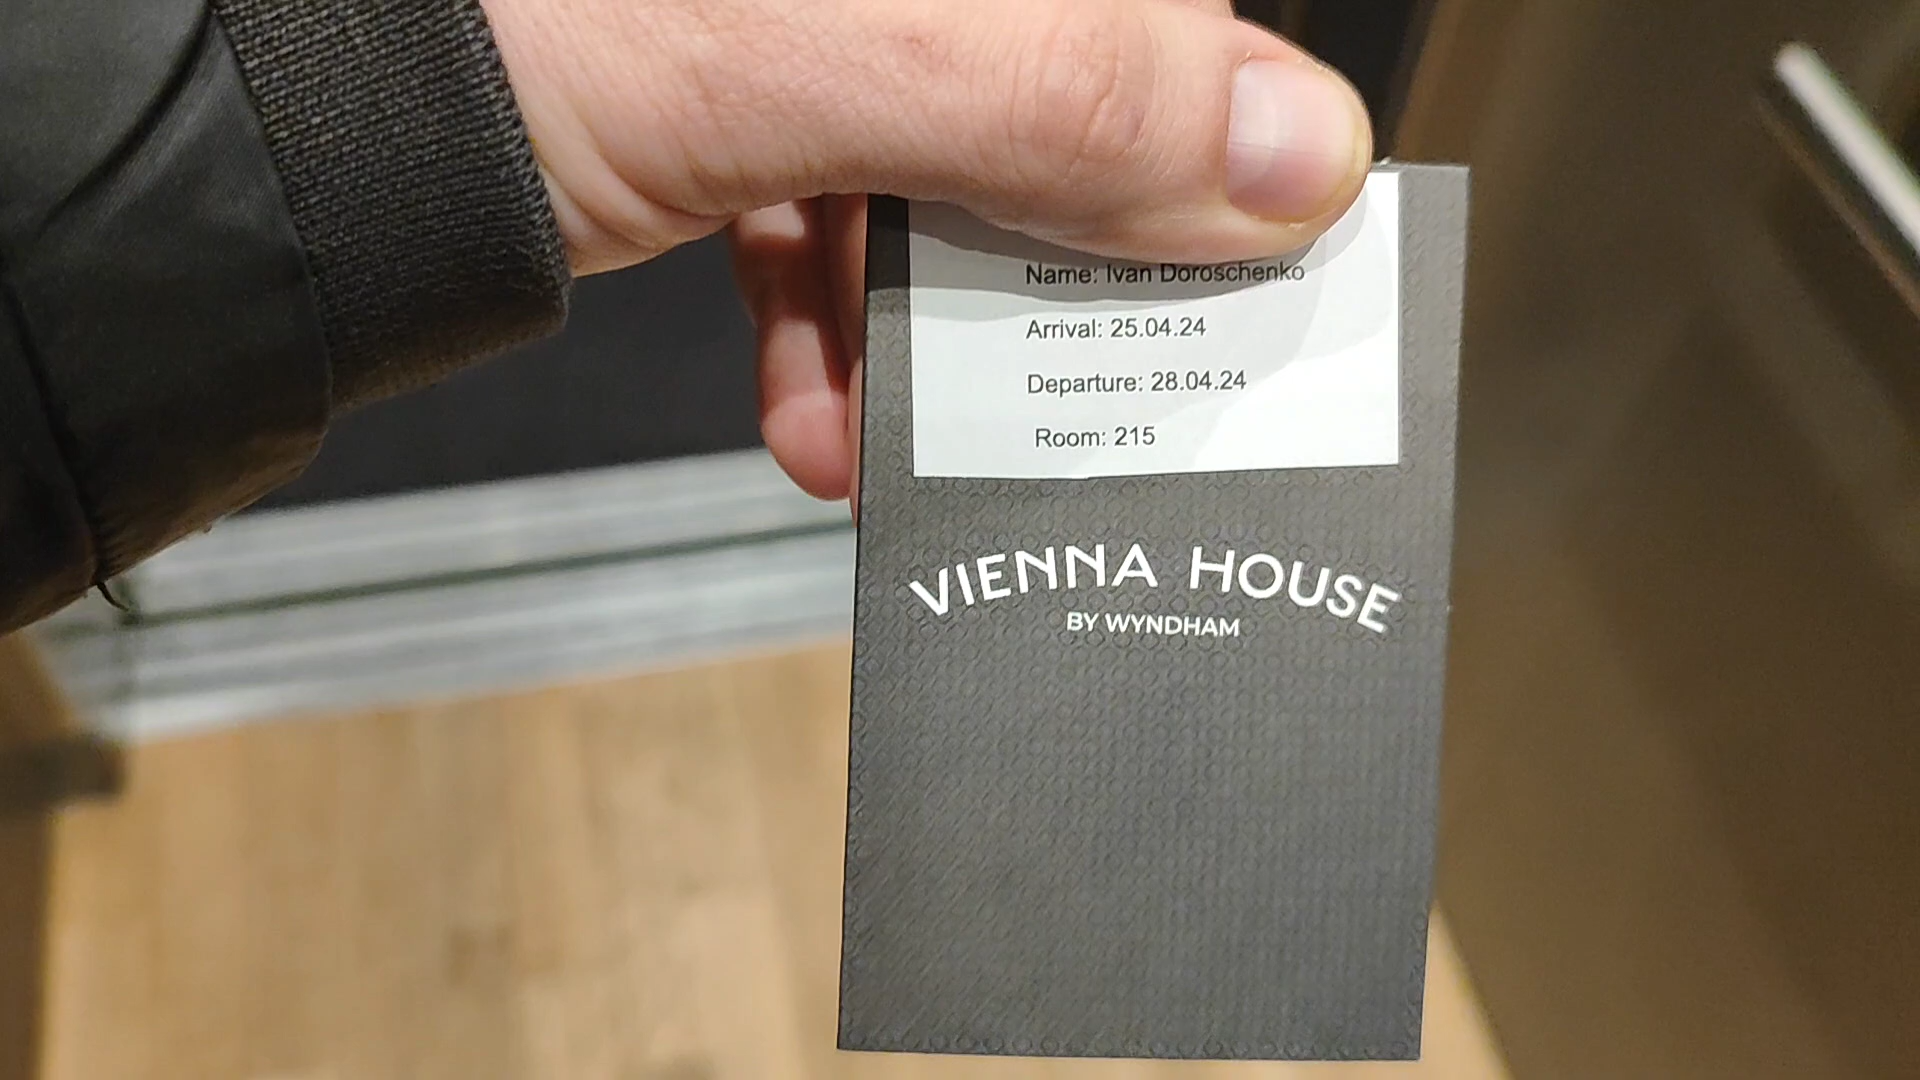 Name: Ivan Doroschenko
Arrival: 25.04.24
Departure: 28.04.24
Room: 215
VIENNA HOUSE
BY WYNDHAM